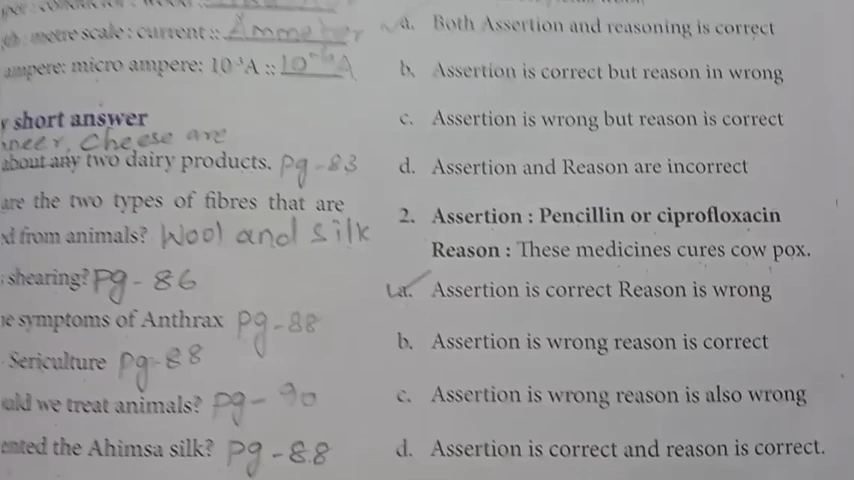 metre scale : current :: Ammeter
ampere: micro ampere: 10⁻³A :: A
short answer
Cheese are
about any two dairy products. pg-83
are the two types of fibres that are
from animals? Wool and silk
shearing? pg-86
symptoms of Anthrax pg-88
Sericulture pg-88
we treat animals? pg-90
the Ahimsa silk? pg-88
a. Both Assertion and reasoning is correct
b. Assertion is correct but reason in wrong
c. Assertion is wrong but reason is correct
d. Assertion and Reason are incorrect
2. Assertion : Pencillin or ciprofloxacin
Reason : These medicines cures cow pox.
a. Assertion is correct Reason is wrong
b. Assertion is wrong reason is correct
c. Assertion is wrong reason is also wrong
d. Assertion is correct and reason is correct.